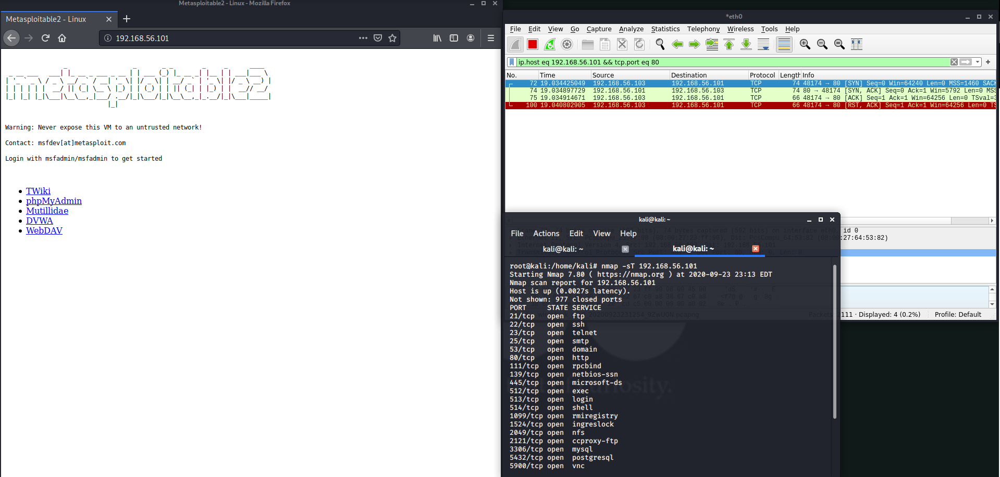 Metasploitable2 - Linux - Mozilla Firefox
Metasploitable2 - Linux
192.168.56.101
metasploitable2
Warning: Never expose this VM to an untrusted network!
Contact: msfdev[at]metasploit.com
Login with msfadmin/msfadmin to get started
TWiki
phpMyAdmin
Mutillidae
DVWA
WebDAV
*eth0
File Edit View Go Capture Analyze Statistics Telephony Wireless Tools Help
ip.host eq 192.168.56.101 && tcp.port eq 80
No. Time Source Destination Protocol Length Info
72 19.034425049 192.168.56.103 192.168.56.101 TCP 74 48174 → 80 [SYN] Seq=0 Win=64240 Len=0 MSS=1460 SACK
74 19.034897729 192.168.56.101 192.168.56.103 TCP 74 80 → 48174 [SYN, ACK] Seq=0 Ack=1 Win=5792 Len=0 MSS
75 19.034914671 192.168.56.103 192.168.56.101 TCP 66 48174 → 80 [ACK] Seq=1 Ack=1 Win=64256 Len=0 TSval=3
100 19.040802905 192.168.56.103 192.168.56.101 TCP 66 48174 → 80 [RST, ACK] Seq=1 Ack=1 Win=64256 Len=0 TS
id 0
27:64:53:82)
2111 · Displayed: 4 (0.2%) Profile: Default
kali@kali: ~
File Actions Edit View Help
kali@kali: ~ kali@kali: ~
root@kali:/home/kali# nmap -sT 192.168.56.101
Starting Nmap 7.80 ( https://nmap.org ) at 2020-09-23 23:13 EDT
Nmap scan report for 192.168.56.101
Host is up (0.0027s latency).
Not shown: 977 closed ports
PORT STATE SERVICE
21/tcp open ftp
22/tcp open ssh
23/tcp open telnet
25/tcp open smtp
53/tcp open domain
80/tcp open http
111/tcp open rpcbind
139/tcp open netbios-ssn
445/tcp open microsoft-ds
512/tcp open exec
513/tcp open login
514/tcp open shell
1099/tcp open rmiregistry
1524/tcp open ingreslock
2049/tcp open nfs
2121/tcp open ccproxy-ftp
3306/tcp open mysql
5432/tcp open postgresql
5900/tcp open vnc